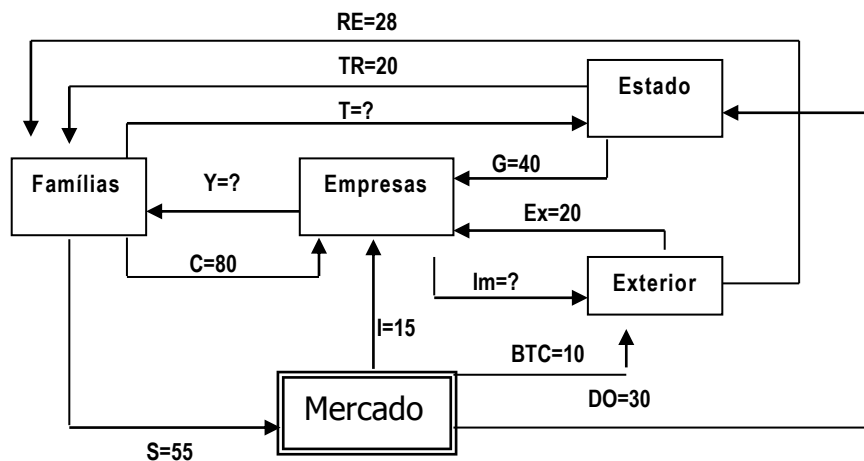 RE=28
TR=20
Estado
T=?
G=40
Famílias
Y=?
Empresas
Ex=20
C=80
Im=?
Exterior
I=15
BTC=10
Mercado
DO=30
S=55